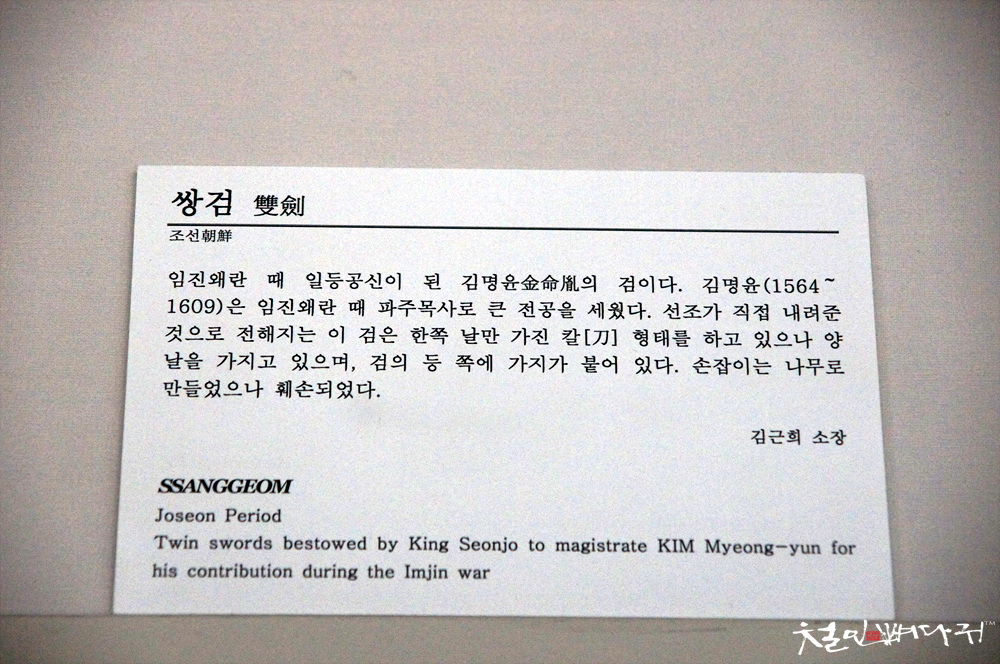 쌍검 雙劍
조선朝鮮
임진왜란 때 일등공신이 된 김명윤金命胤의 검이다. 김명윤(1564~
1609)은 임진왜란 때 파주목사로 큰 전공을 세웠다. 선조가 직접 내려준
것으로 전해지는 이 검은 한쪽 날만 가진 칼[刀] 형태를 하고 있으나 양
날을 가지고 있으며, 검의 등 쪽에 가지가 붙어 있다. 손잡이는 나무로
만들었으나 훼손되었다.
김근희 소장
SSANGGEOM
Joseon Period
Twin swords bestowed by King Seonjo to magistrate KIM Myeong-yun for
his contribution during the Imjin war
철민 뼈다귀™